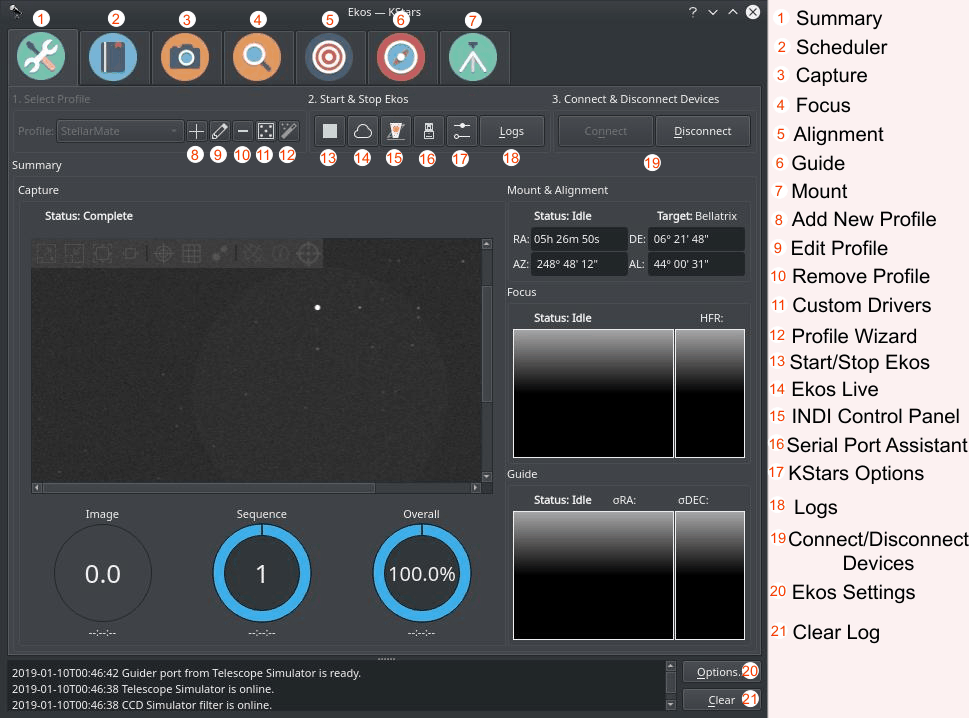 Ekos — KStars
1 2 3 4 5 6 7
1. Select Profile
2. Start & Stop Ekos
3. Connect & Disconnect Devices
Profile: StellarMate
Logs
Connect
Disconnect
8 9 10 11 12 13 14 15 16 17 18 19
Summary
Capture
Status: Complete
Image
0.0
--:--:--
Sequence
1
--:--:--
Overall
100.0%
--:--:--
Mount & Alignment
Status: Idle Target: Bellatrix
RA: 05h 26m 50s DE: 06° 21' 48"
AZ: 248° 48' 12" AL: 44° 00' 31"
Focus
Status: Idle HFR:
Guide
Status: Idle σRA: σDEC:
2019-01-10T00:46:42 Guider port from Telescope Simulator is ready.
2019-01-10T00:46:38 Telescope Simulator is online.
2019-01-10T00:46:38 CCD Simulator filter is online.
Options. 20
Clear 21
1 Summary
2 Scheduler
3 Capture
4 Focus
5 Alignment
6 Guide
7 Mount
8 Add New Profile
9 Edit Profile
10 Remove Profile
11 Custom Drivers
12 Profile Wizard
13 Start/Stop Ekos
14 Ekos Live
15 INDI Control Panel
16 Serial Port Assistant
17 KStars Options
18 Logs
19 Connect/Disconnect
Devices
20 Ekos Settings
21 Clear Log